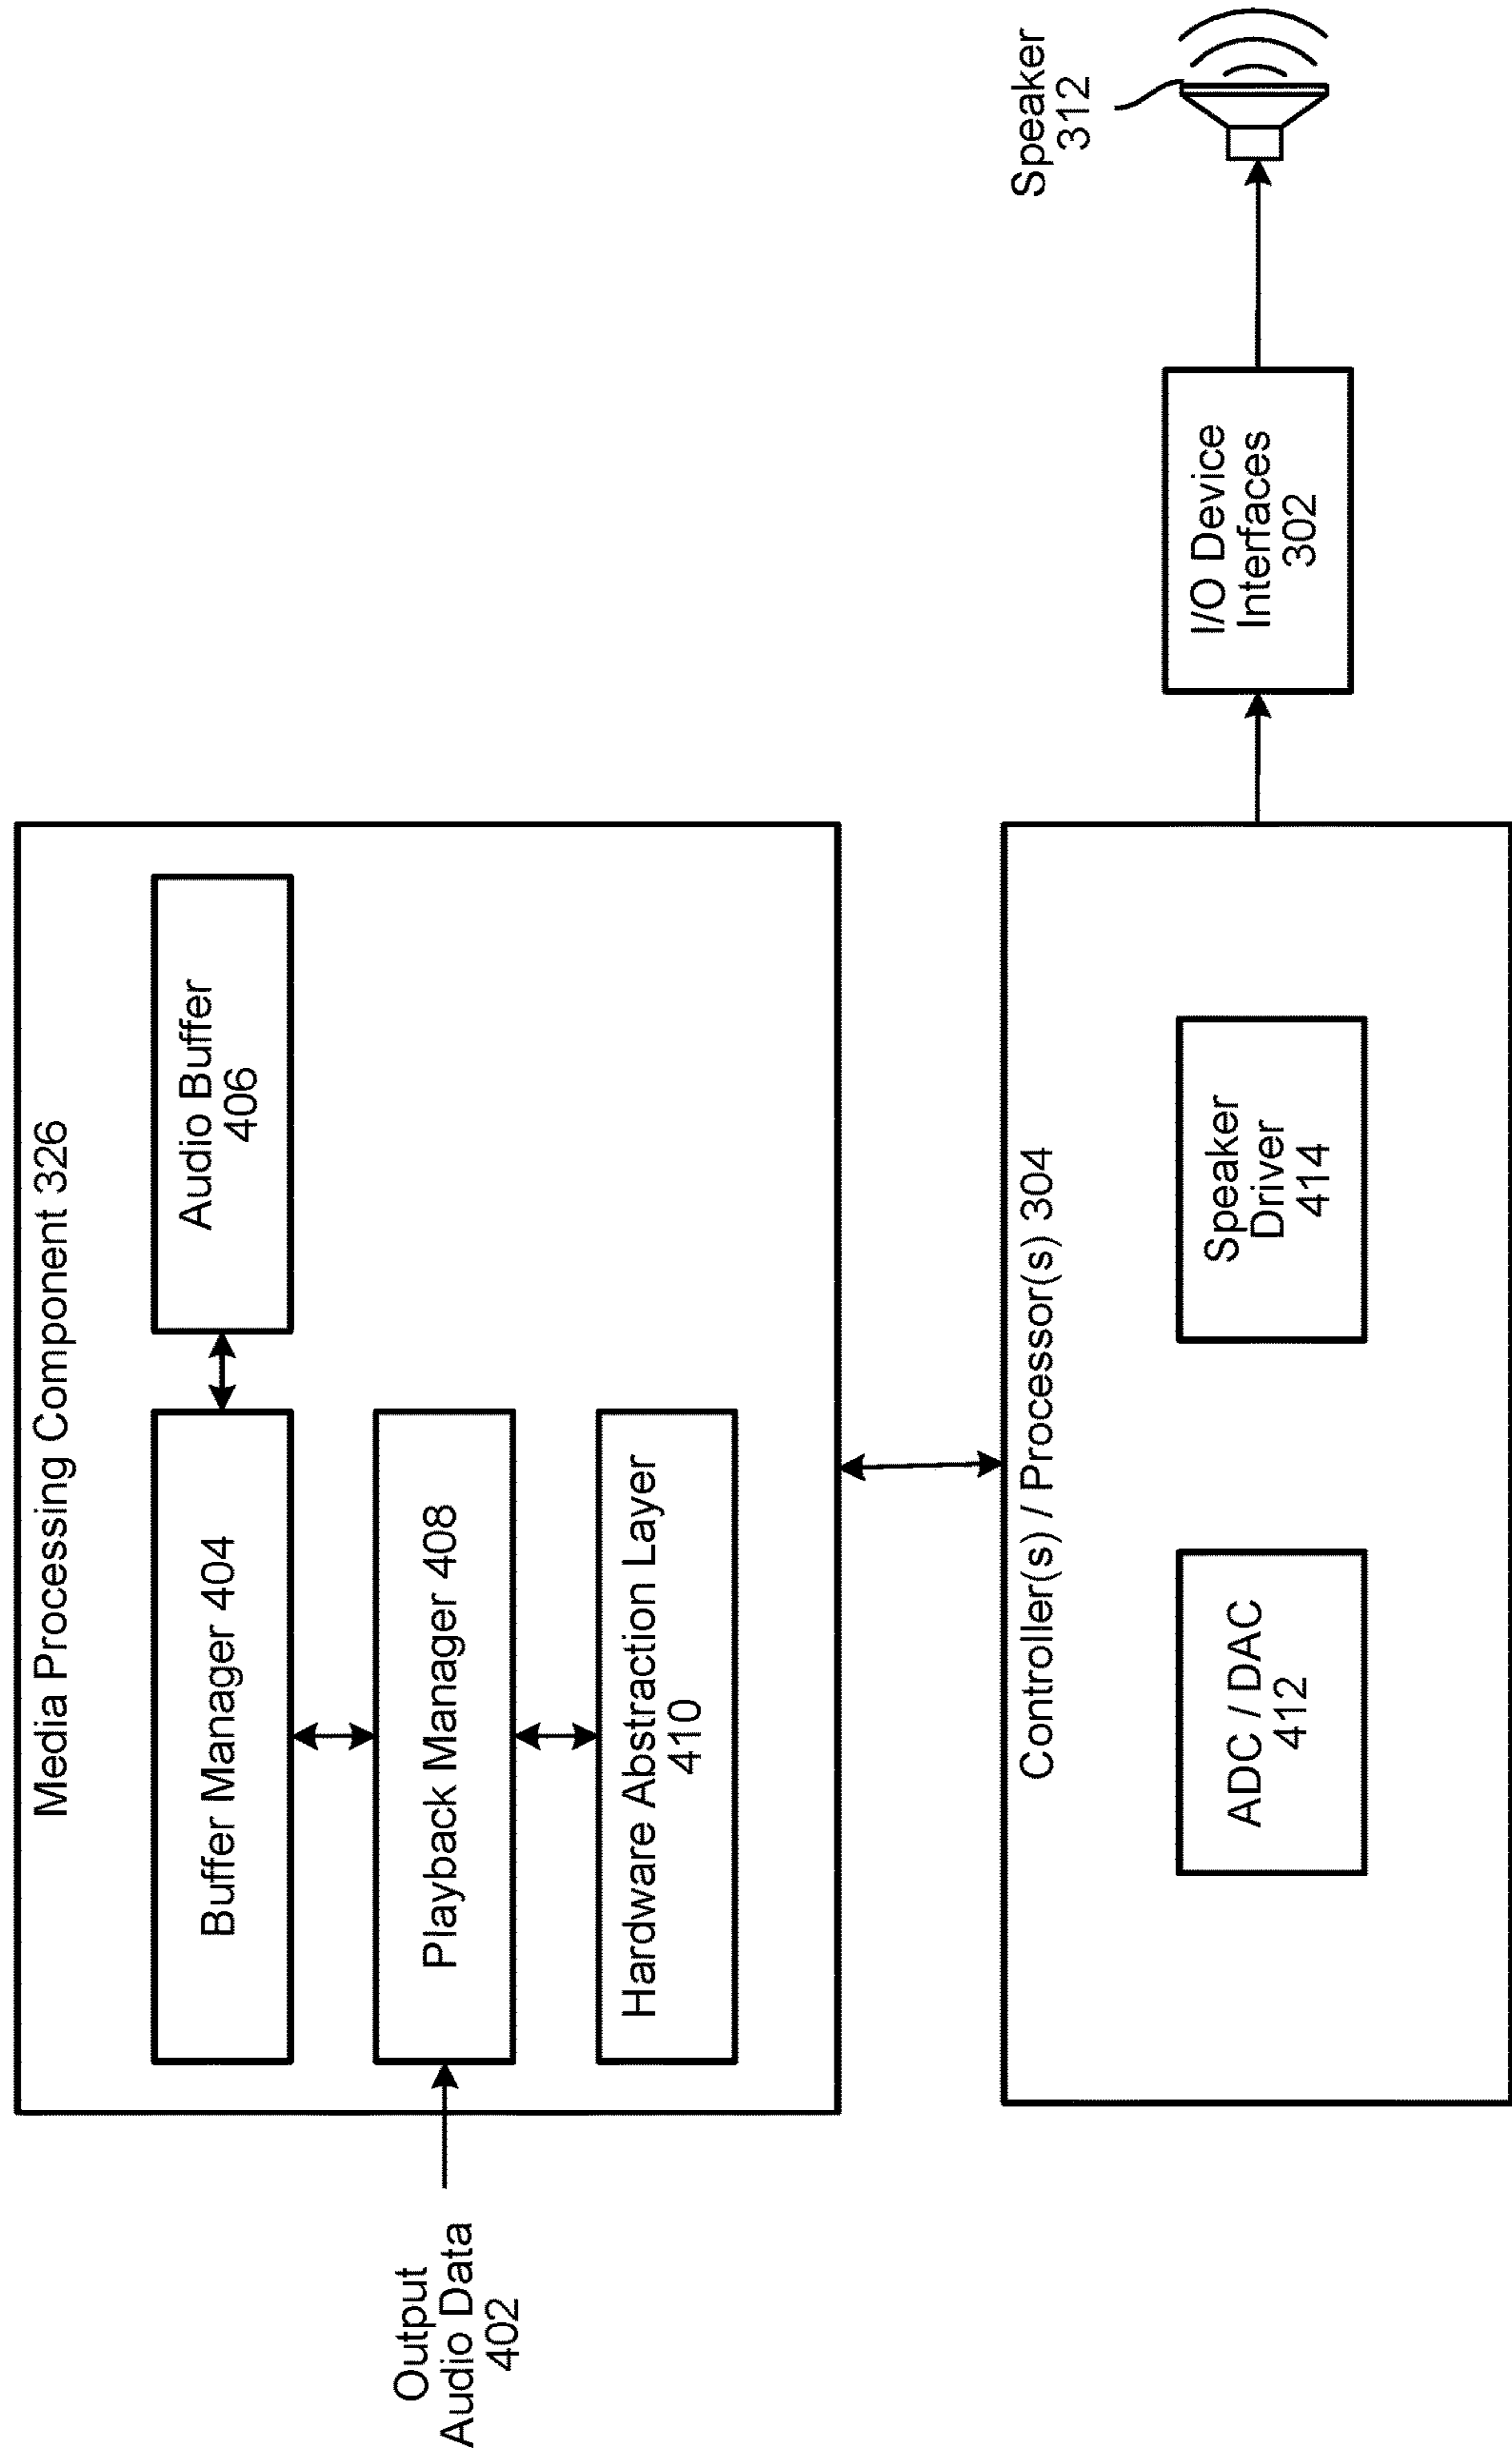 Media Processing Component 326
Buffer Manager 404
Audio Buffer
406
Output
Audio Data
402
Playback Manager 408
Hardware Abstraction Layer
410
Controller(s) / Processor(s) 304
ADC / DAC
412
Speaker
Driver
414
I/O Device
Interfaces
302
Speaker
312